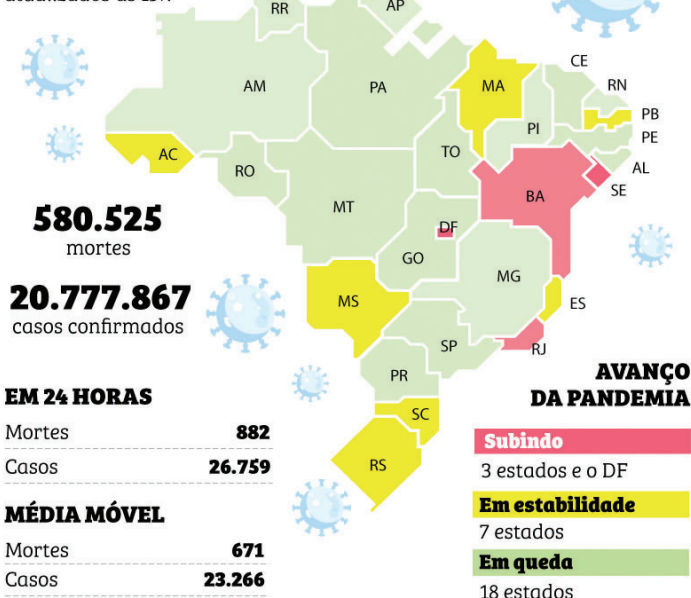 RR
AP
AM
PA
MA
CE
RN
PI
PB
PE
AC
RO
TO
AL
SE
BA
MT
DF
GO
MG
MS
ES
SP
RJ
PR
SC
RS
580.525
mortes
20.777.867
casos confirmados
EM 24 HORAS
Mortes 882
Casos 26.759
MÉDIA MÓVEL
Mortes 671
Casos 23.266
AVANÇO
DA PANDEMIA
Subindo
3 estados e o DF
Em estabilidade
7 estados
Em queda
18 estados